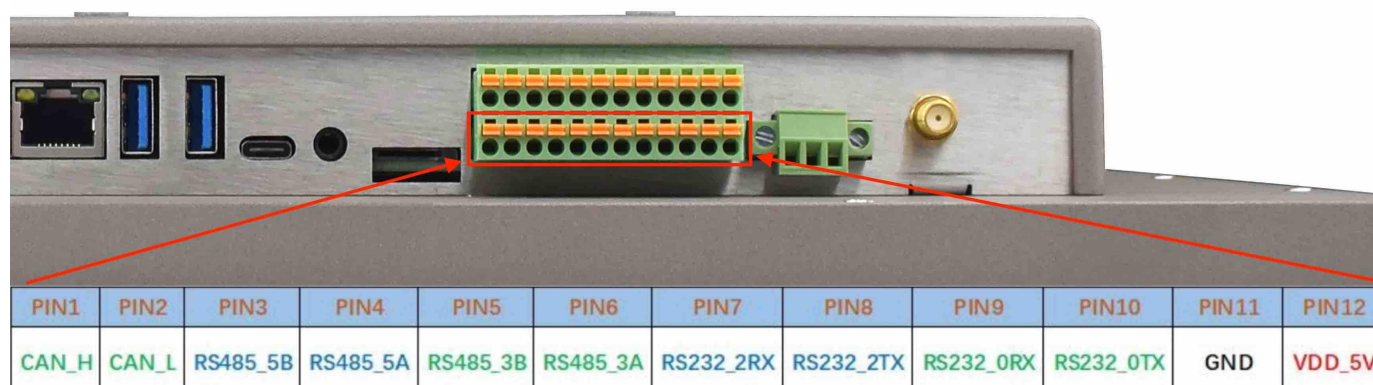 PIN1 PIN2 PIN3 PIN4 PIN5 PIN6 PIN7 PIN8 PIN9 PIN10 PIN11 PIN12
CAN_H CAN_L RS485_5B RS485_5A RS485_3B RS485_3A RS232_2RX RS232_2TX RS232_0RX RS232_0TX GND VDD_5V